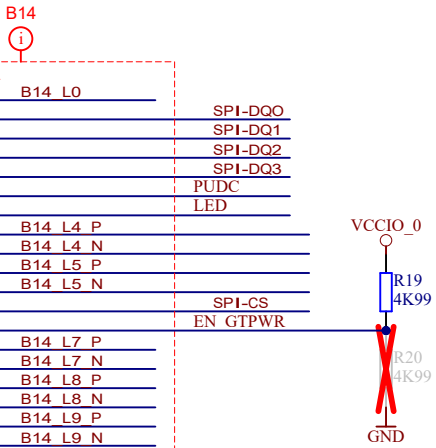 B14
i
B14_L0
SPI-DQ0
SPI-DQ1
SPI-DQ2
SPI-DQ3
PUDC
LED
B14_L4_P
B14_L4_N
B14_L5_P
B14_L5_N
SPI-CS
EN_GTPWR
B14_L7_P
B14_L7_N
B14_L8_P
B14_L8_N
B14_L9_P
B14_L9_N
VCCIO_0
R19
4K99
R20
4K99
GND